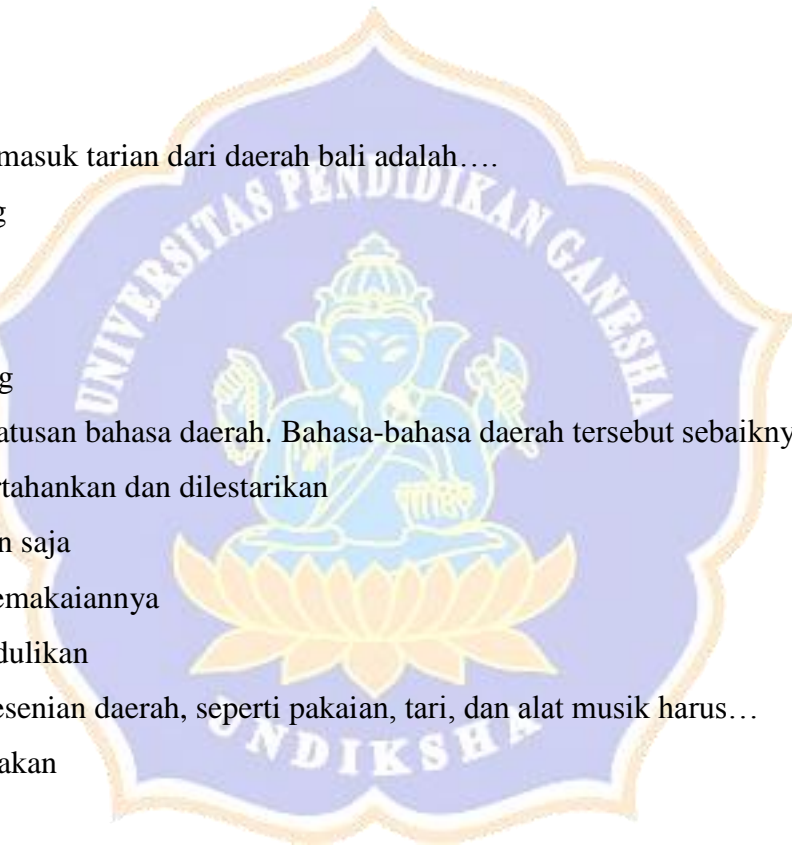 masuk tarian dari daerah bali adalah….
g
g
atusan bahasa daerah. Bahasa-bahasa daerah tersebut sebaikny
rtahankan dan dilestarikan
n saja
emakaiannya
dulikan
esenian daerah, seperti pakaian, tari, dan alat musik harus…
akan
UNIVERSITAS PENDIDIKAN GANESHA
UNDIKSHA